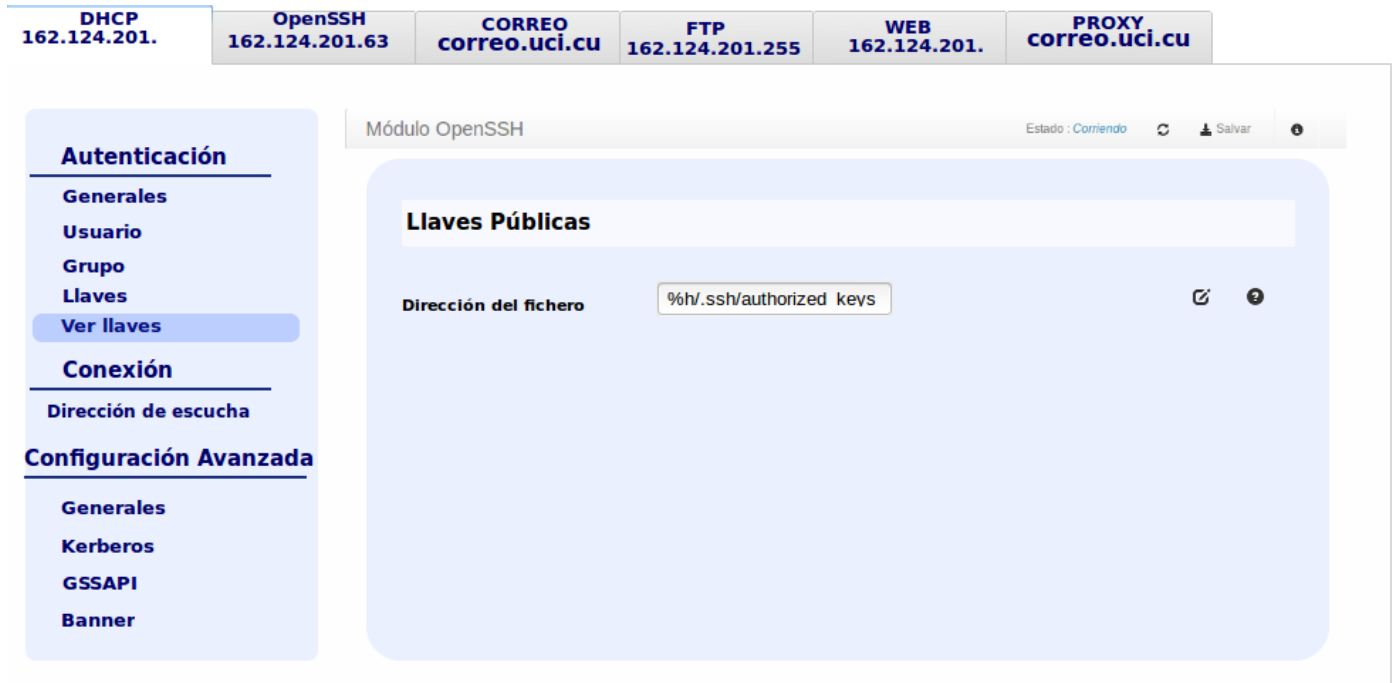 DHCP
162.124.201.
OpenSSH
162.124.201.63
CORREO
correo.uci.cu
FTP
162.124.201.255
WEB
162.124.201.
PROXY
correo.uci.cu
Autenticación
Generales
Usuario
Grupo
Llaves
Ver llaves
Conexión
Dirección de escucha
Configuración Avanzada
Generales
Kerberos
GSSAPI
Banner
Módulo OpenSSH
Estado : Corriendo
Salvar
Llaves Públicas
Dirección del fichero
%h/.ssh/authorized_keys